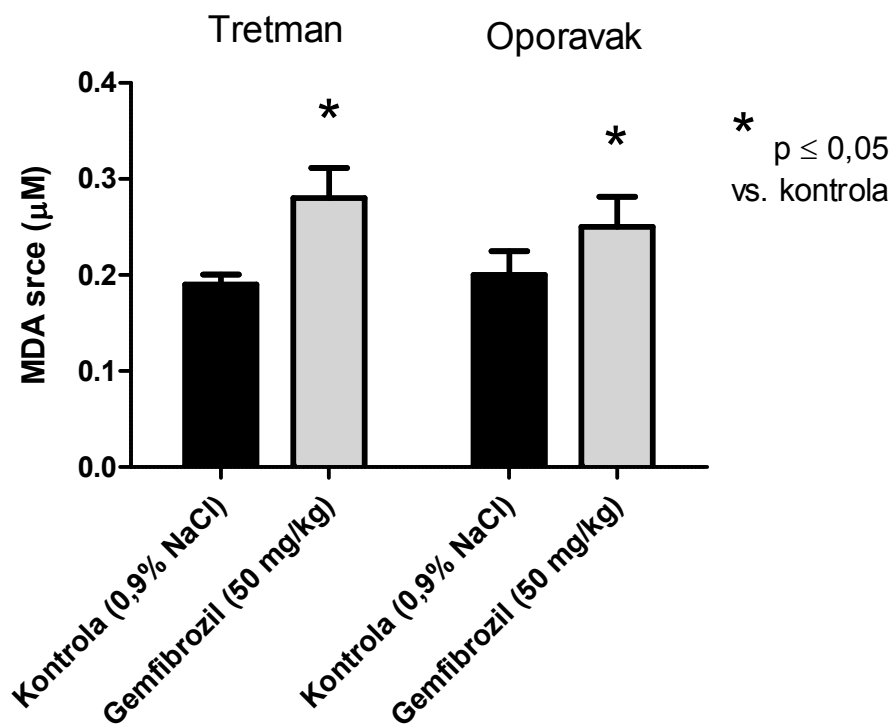 Tretman
Oporavak
MDA srce (μM)
0.4
0.3
0.2
0.1
0.0
*
*
*
p ≤ 0,05
vs. kontrola
Kontrola (0,9% NaCl)
Gemfibrozil (50 mg/kg)
Kontrola (0,9% NaCl)
Gemfibrozil (50 mg/kg)